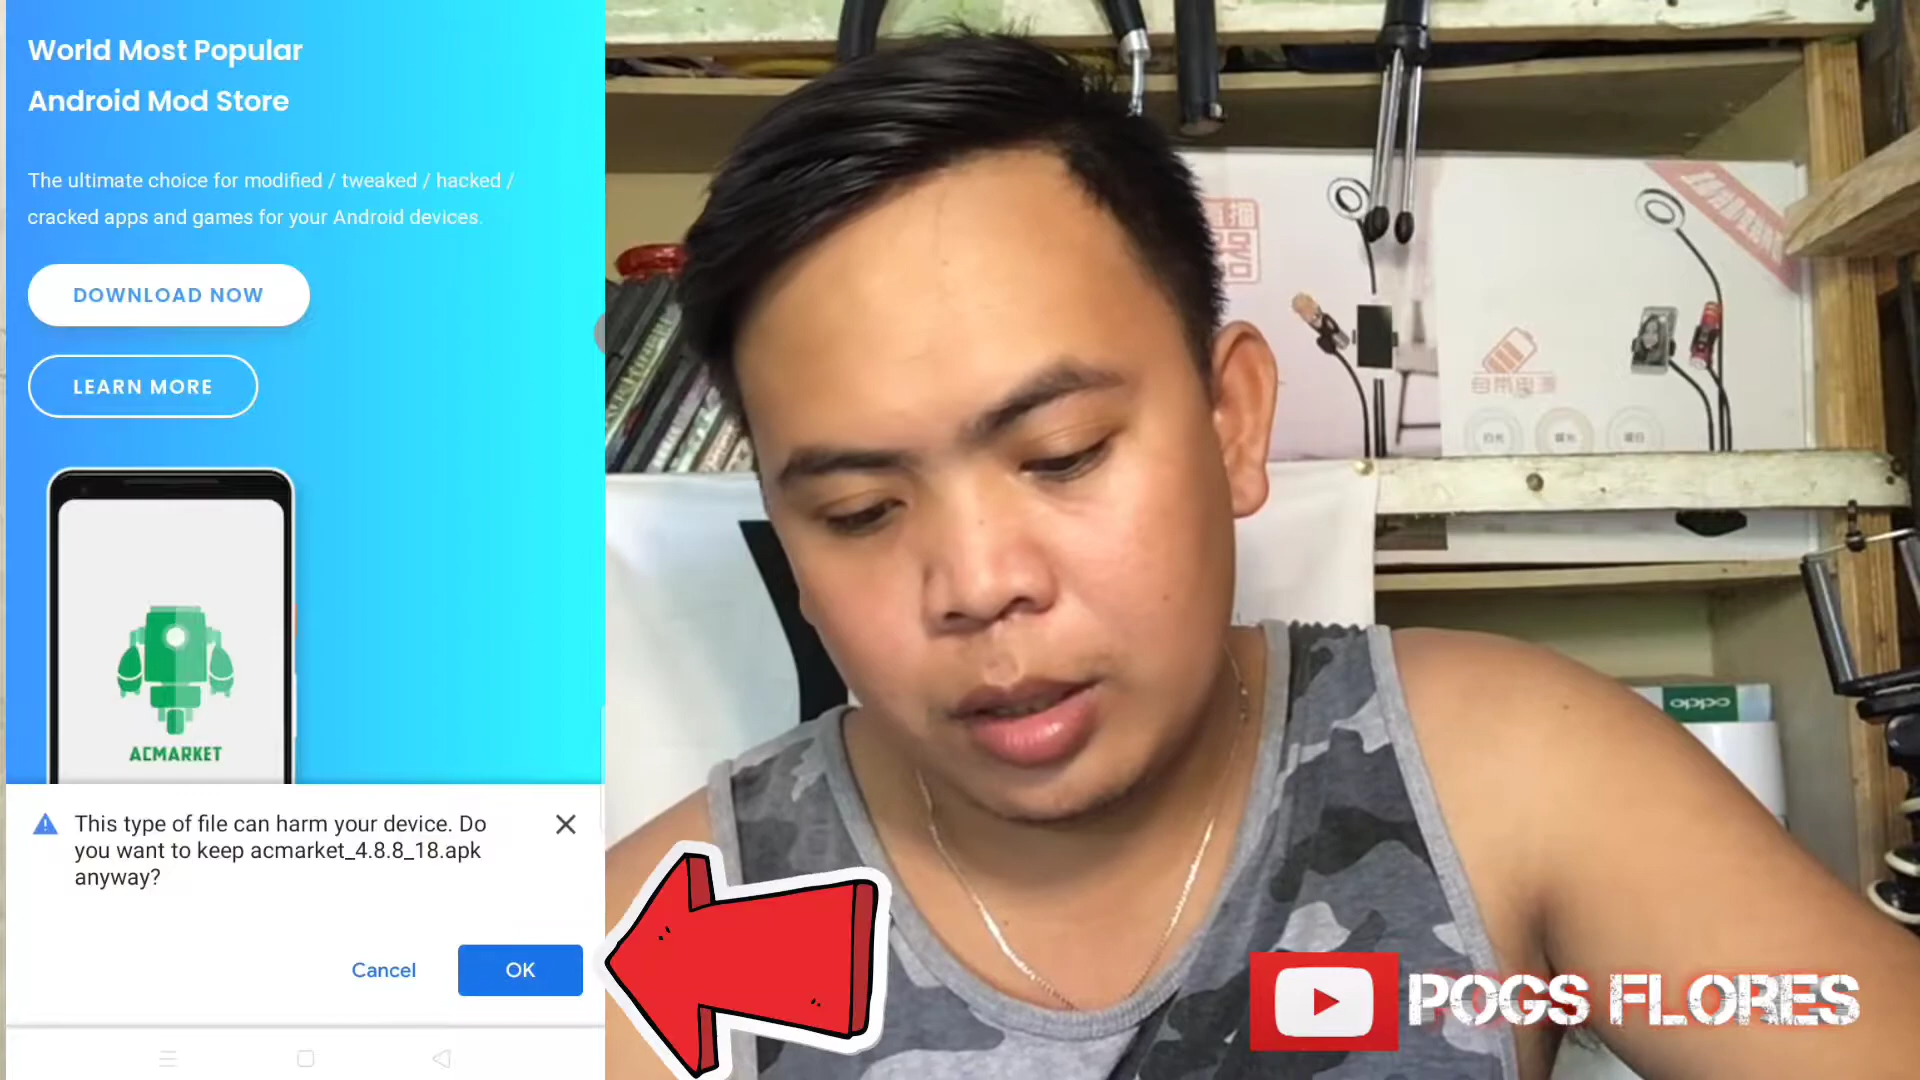 World Most Popular
Android Mod Store
The ultimate choice for modified / tweaked / hacked /
cracked apps and games for your Android devices.
DOWNLOAD NOW
LEARN MORE
ACMARKET
This type of file can harm your device. Do
you want to keep acmarket_4.8.8_18.apk
anyway?
Cancel
OK
oppo
POGS FLORES